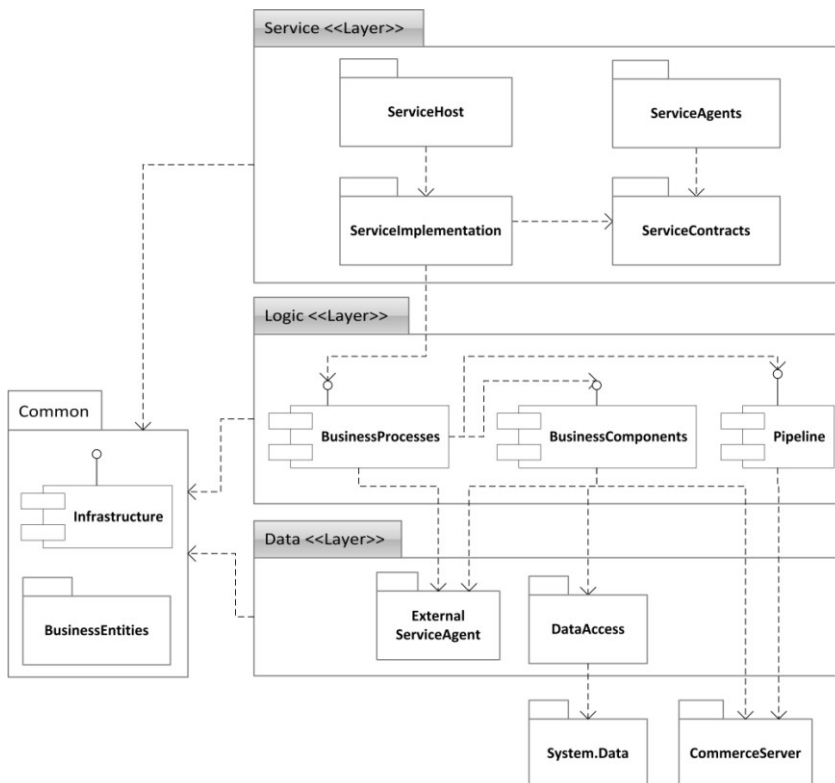 Service <<Layer>>
ServiceHost
ServiceAgents
ServiceImplementation
ServiceContracts
Logic <<Layer>>
Common
BusinessProcesses
BusinessComponents
Pipeline
Infrastructure
Data <<Layer>>
BusinessEntities
External
ServiceAgent
DataAccess
System.Data
CommerceServer